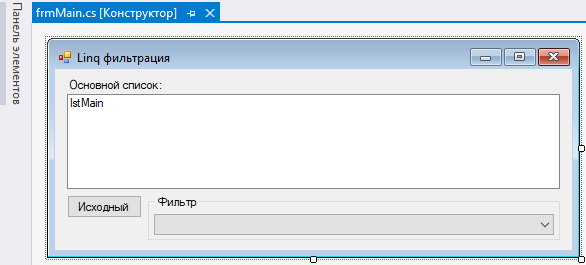 frmMain.cs [Конструктор]
Панель элементов
Linq фильтрация
Основной список:
lstMain
Исходный
Фильтр